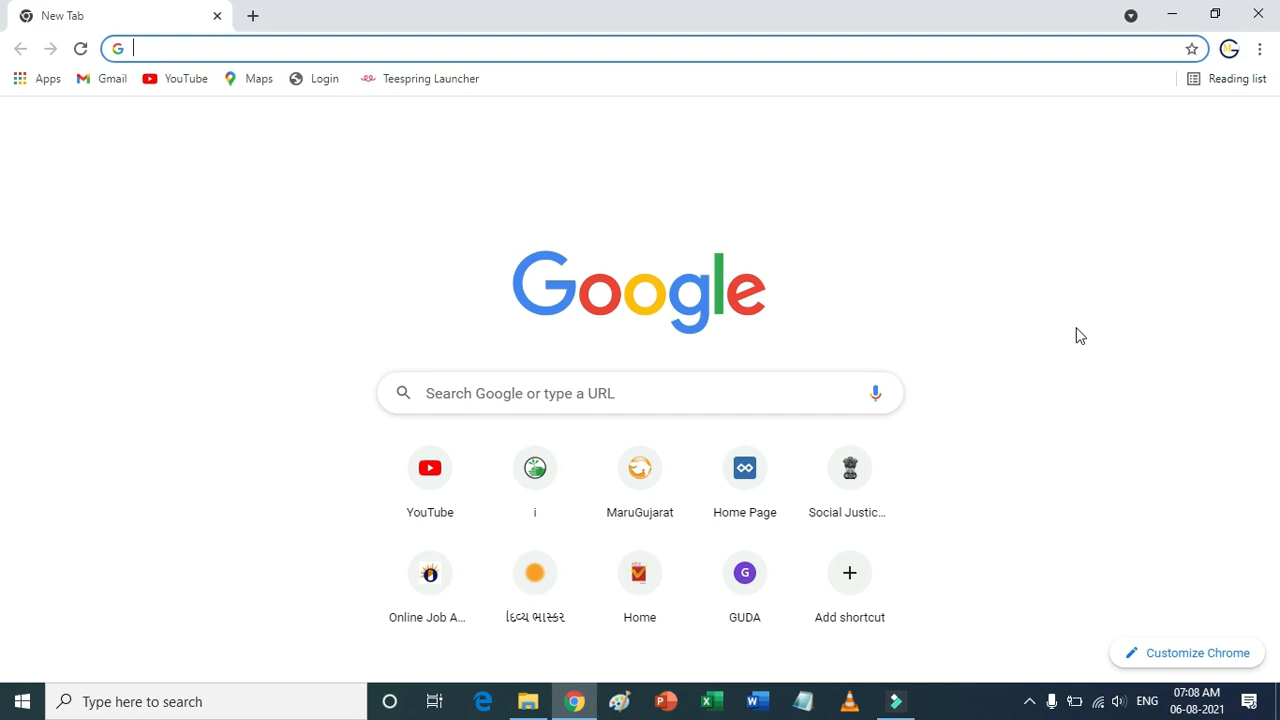 New Tab
Apps Gmail YouTube Maps Login Teespring Launcher Reading list
Google
Search Google or type a URL
YouTube i MaruGujarat Home Page Social Justic...
Online Job A... દિવ્ય ભાસ્કર Home GUDA Add shortcut
Customize Chrome
Type here to search ENG 07:08 AM
06-08-2021